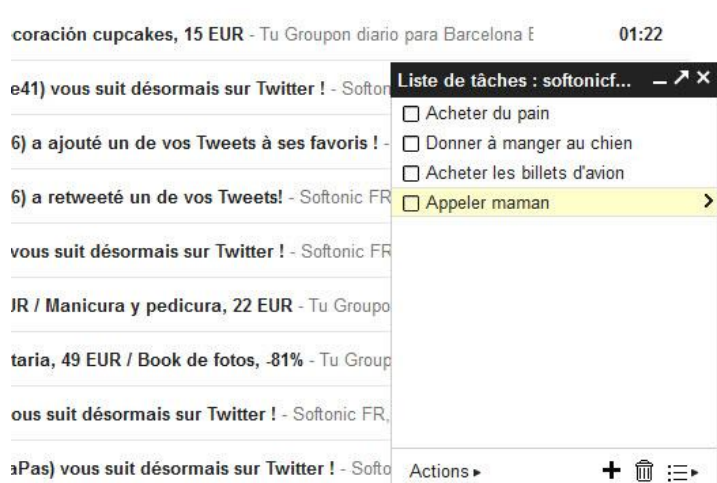 coración cupcakes, 15 EUR - Tu Groupon diario para Barcelona E 01:22
e41) vous suit désormais sur Twitter ! - Softon
6) a ajouté un de vos Tweets à ses favoris ! -
6) a retweeté un de vos Tweets! - Softonic FR
vous suit désormais sur Twitter ! - Softonic FR
JR / Manicura y pedicura, 22 EUR - Tu Groupo
taria, 49 EUR / Book de fotos, -81% - Tu Group
ous suit désormais sur Twitter ! - Softonic FR,
aPas) vous suit désormais sur Twitter ! - Softo
Liste de tâches : softonicf...
Acheter du pain
Donner à manger au chien
Acheter les billets d'avion
Appeler maman
Actions